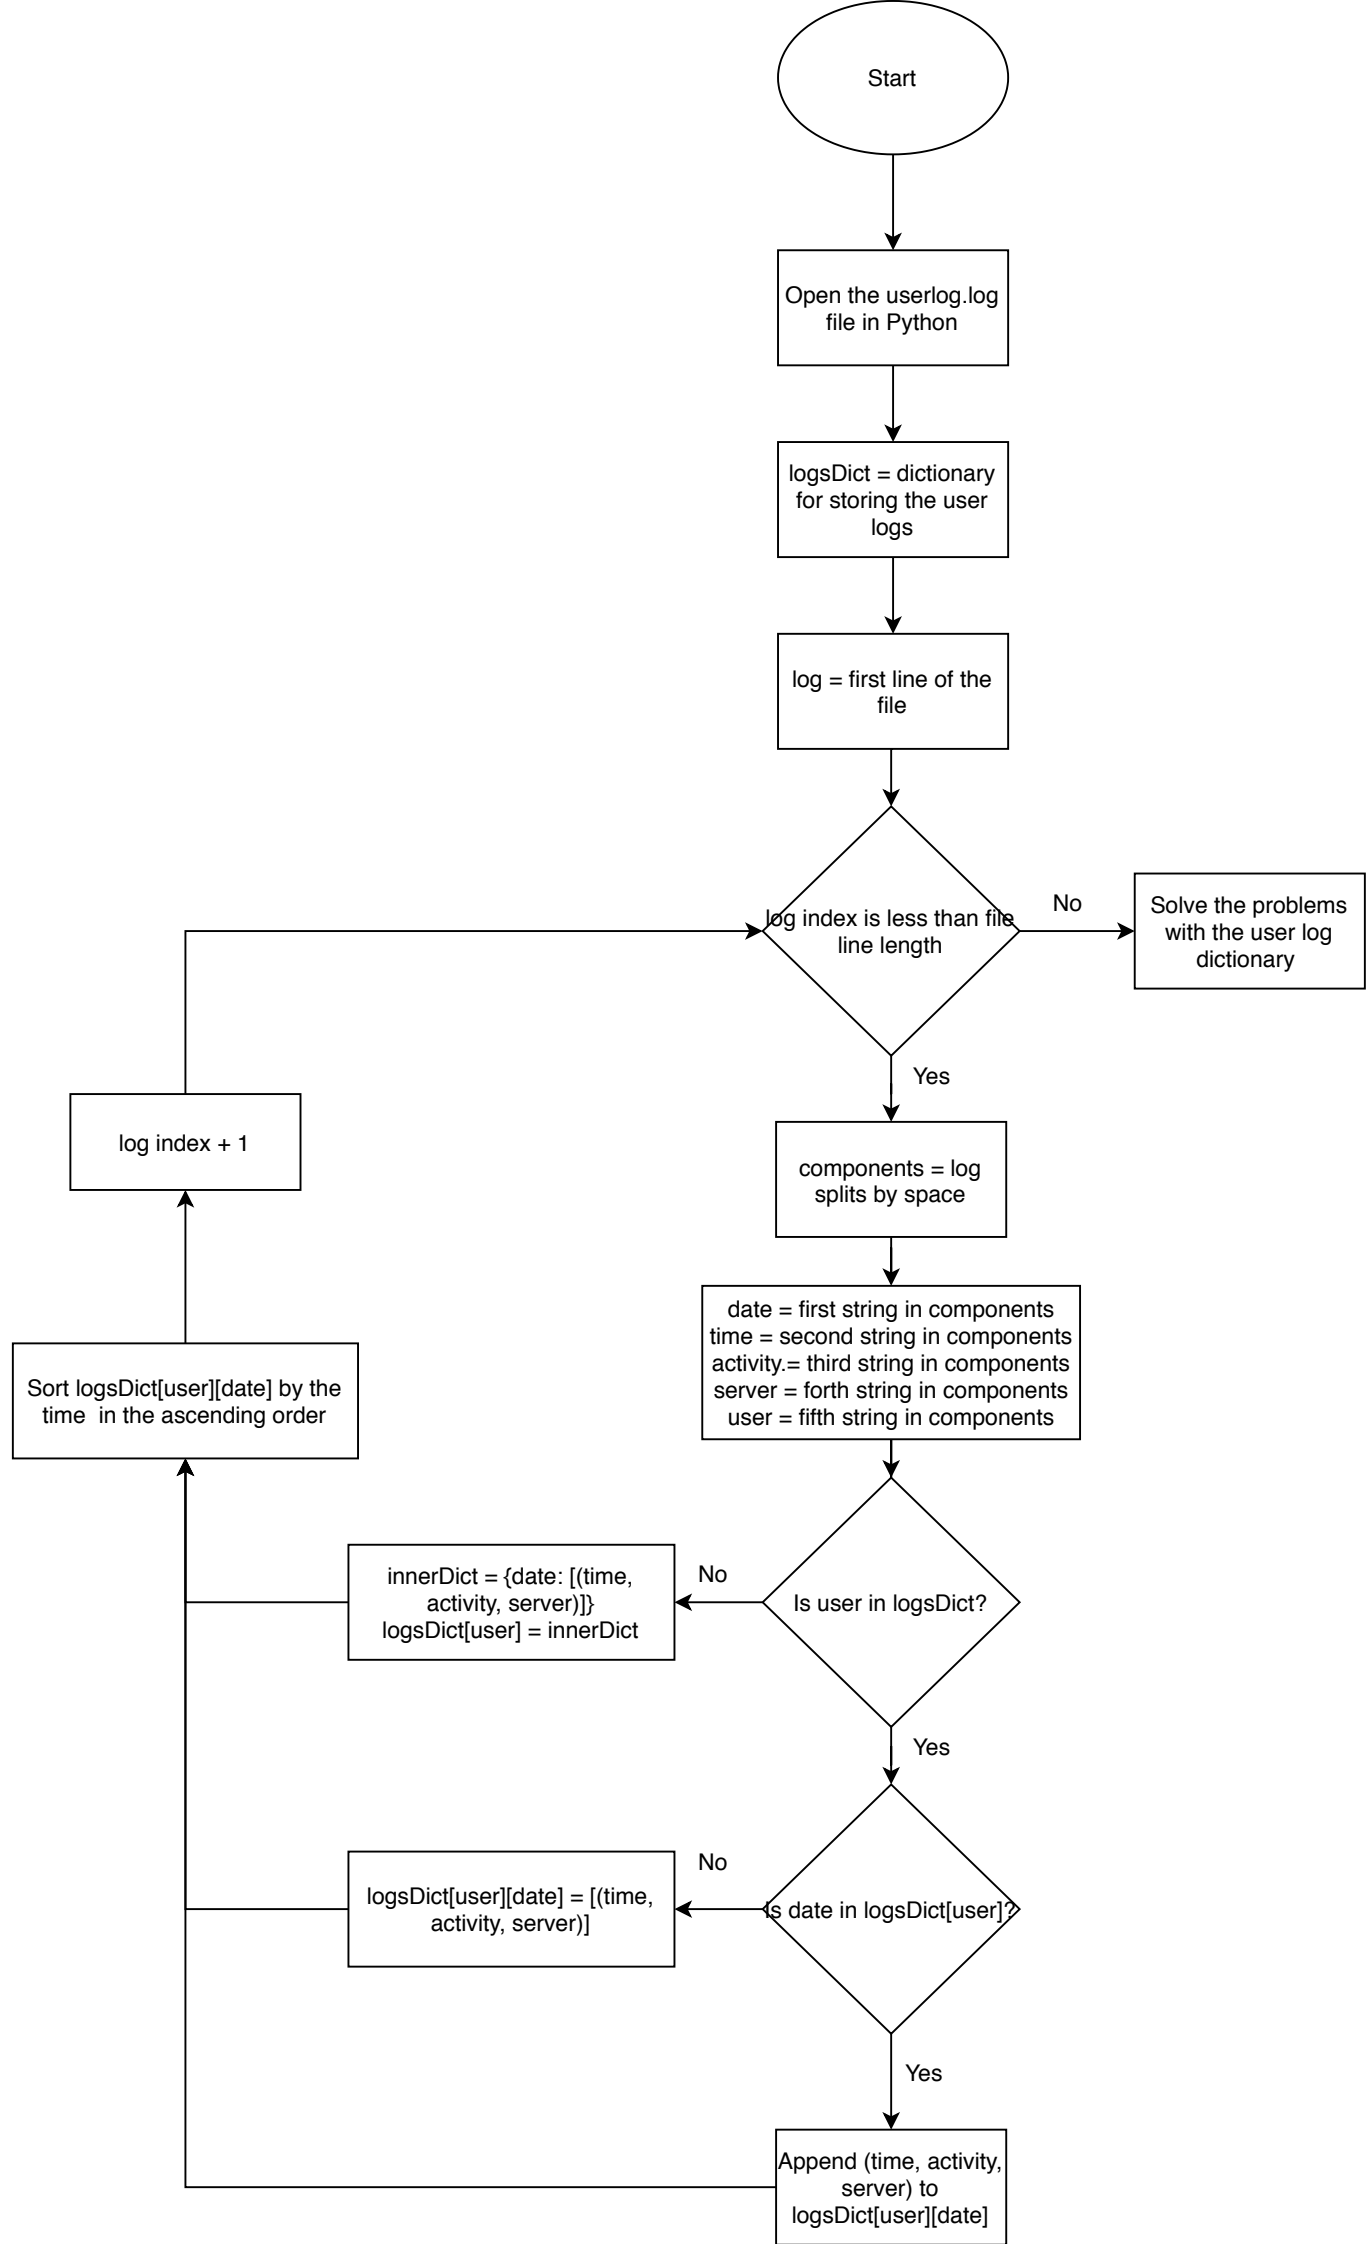 Start
Open the userlog.log
file in Python
logsDict = dictionary
for storing the user
logs
log = first line of the
file
log index is less than file
line length
No
Solve the problems
with the user log
dictionary
Yes
log index + 1
components = log
splits by space
date = first string in components
time = second string in components
activity.= third string in components
server = forth string in components
user = fifth string in components
Sort logsDict[user][date] by the
time  in the ascending order
Is user in logsDict?
No
innerDict = {date: [(time,
activity, server)]}
logsDict[user] = innerDict
Yes
Is date in logsDict[user]?
No
logsDict[user][date] = [(time,
activity, server)]
Yes
Append (time, activity,
server) to
logsDict[user][date]